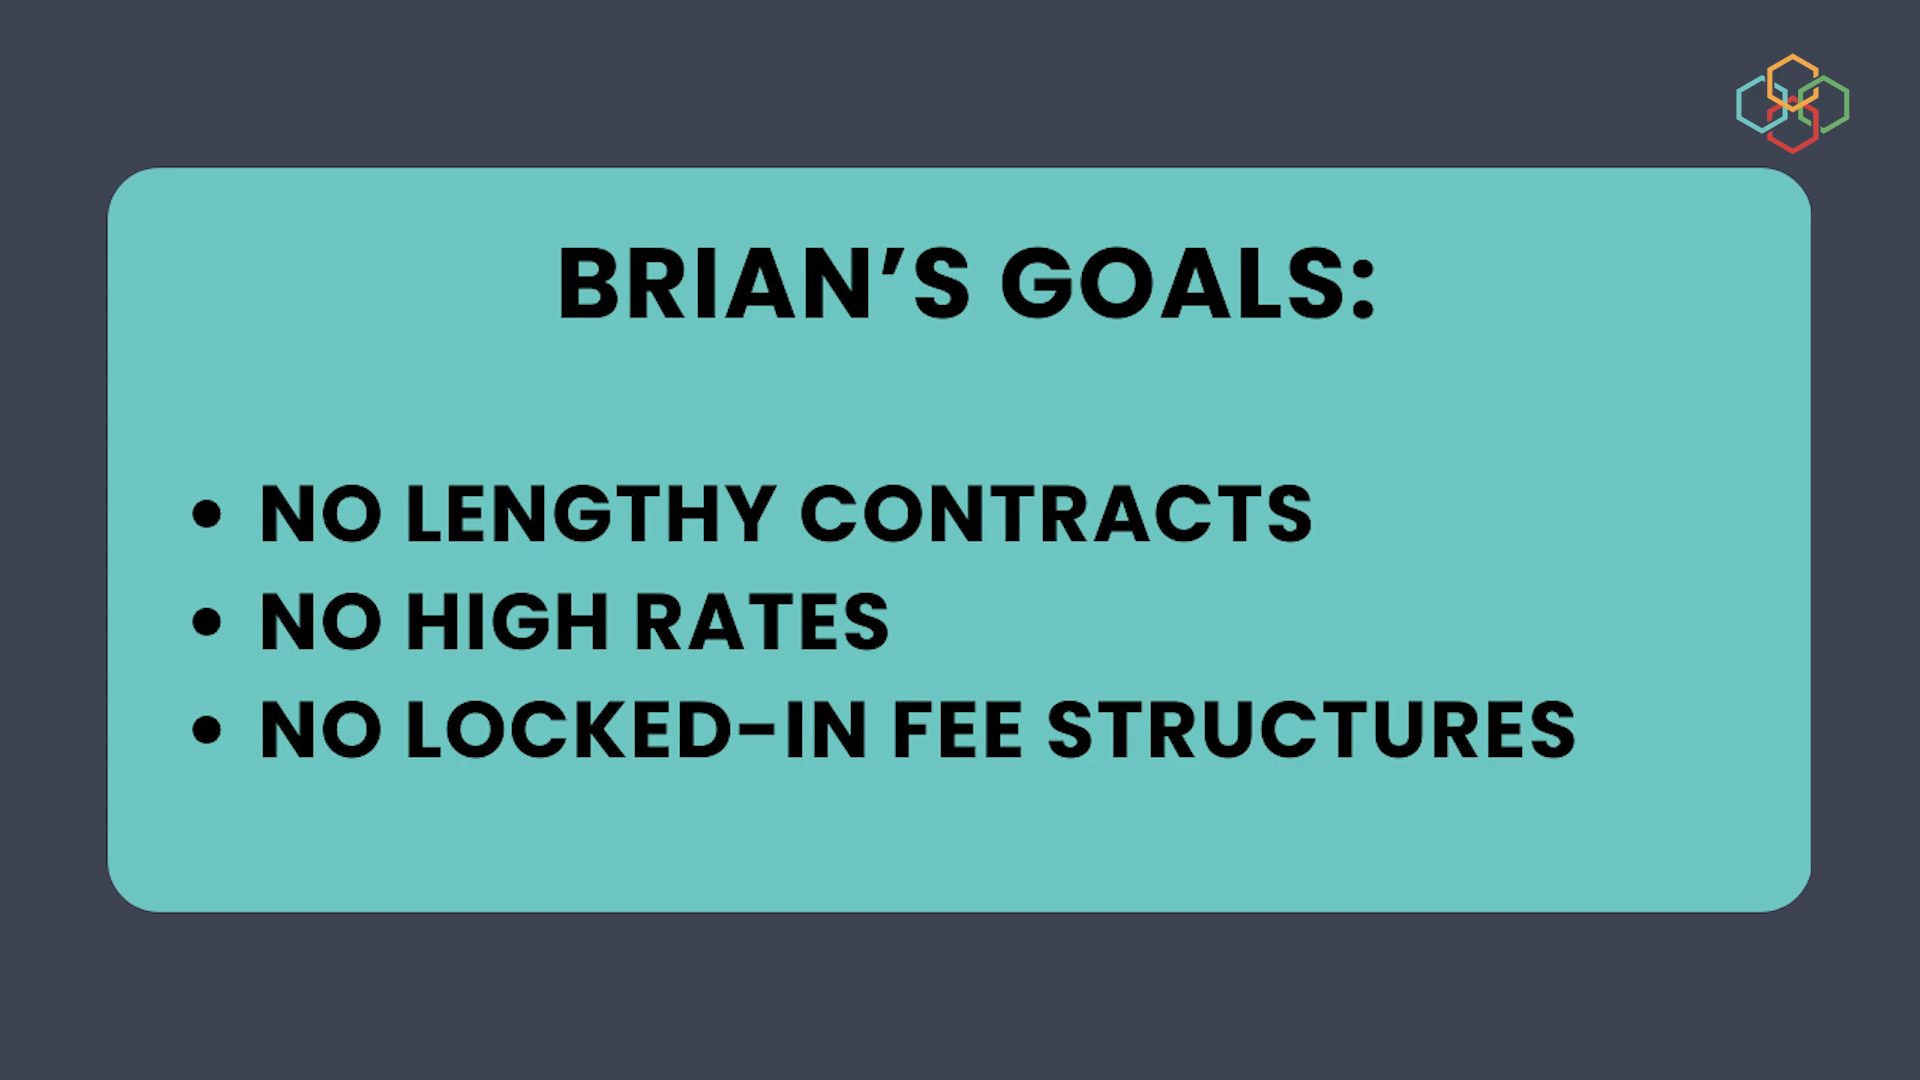 BRIAN’S GOALS:
• NO LENGTHY CONTRACTS
• NO HIGH RATES
• NO LOCKED-IN FEE STRUCTURES